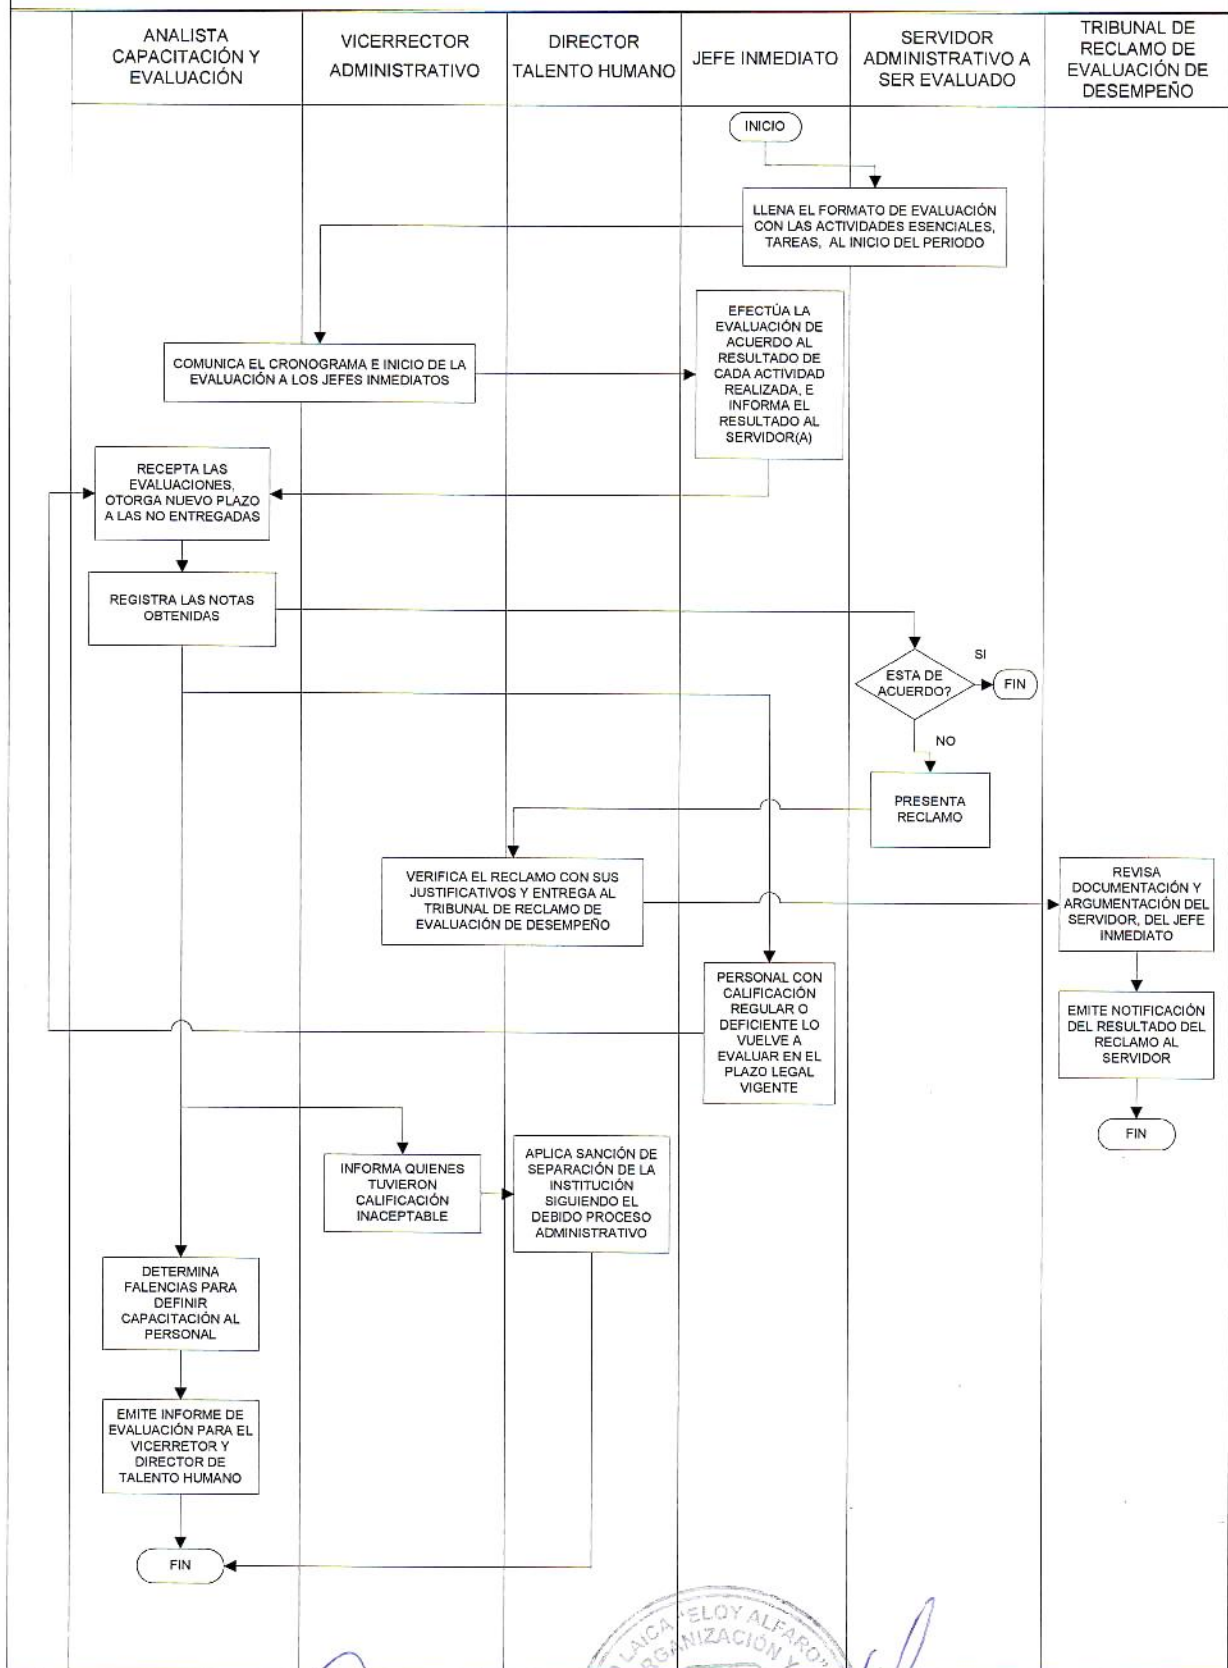 ANALISTA
CAPACITACIÓN Y
EVALUACIÓN
VICERRECTOR
ADMINISTRATIVO
DIRECTOR
TALENTO HUMANO
JEFE INMEDIATO
SERVIDOR
ADMINISTRATIVO A
SER EVALUADO
TRIBUNAL DE
RECLAMO DE
EVALUACIÓN DE
DESEMPEÑO
INICIO
LLENA EL FORMATO DE EVALUACIÓN
CON LAS ACTIVIDADES ESENCIALES,
TAREAS, AL INICIO DEL PERIODO
COMUNICA EL CRONOGRAMA E INICIO DE LA
EVALUACIÓN A LOS JEFES INMEDIATOS
EFECTÚA LA
EVALUACIÓN DE
ACUERDO AL
RESULTADO DE
CADA ACTIVIDAD
REALIZADA, E
INFORMA EL
RESULTADO AL
SERVIDOR(A)
RECEPTA LAS
EVALUACIONES,
OTORGA NUEVO PLAZO
A LAS NO ENTREGADAS
REGISTRA LAS NOTAS
OBTENIDAS
ESTA DE
ACUERDO?
SI
FIN
NO
PRESENTA
RECLAMO
VERIFICA EL RECLAMO CON SUS
JUSTIFICATIVOS Y ENTREGA AL
TRIBUNAL DE RECLAMO DE
EVALUACIÓN DE DESEMPEÑO
REVISA
DOCUMENTACIÓN Y
ARGUMENTACIÓN DEL
SERVIDOR, DEL JEFE
INMEDIATO
PERSONAL CON
CALIFICACIÓN
REGULAR O
DEFICIENTE LO
VUELVE A
EVALUAR EN EL
PLAZO LEGAL
VIGENTE
EMITE NOTIFICACIÓN
DEL RESULTADO DEL
RECLAMO AL
SERVIDOR
FIN
INFORMA QUIENES
TUVIERON
CALIFICACIÓN
INACEPTABLE
APLICA SANCIÓN DE
SEPARACIÓN DE LA
INSTITUCIÓN
SIGUIENDO EL
DEBIDO PROCESO
ADMINISTRATIVO
DETERMINA
FALENCIAS PARA
DEFINIR
CAPACITACIÓN AL
PERSONAL
EMITE INFORME DE
EVALUACIÓN PARA EL
VICERRETOR Y
DIRECTOR DE
TALENTO HUMANO
FIN
LAICA "ELOY ALFARO"
ORGANIZACIÓN Y